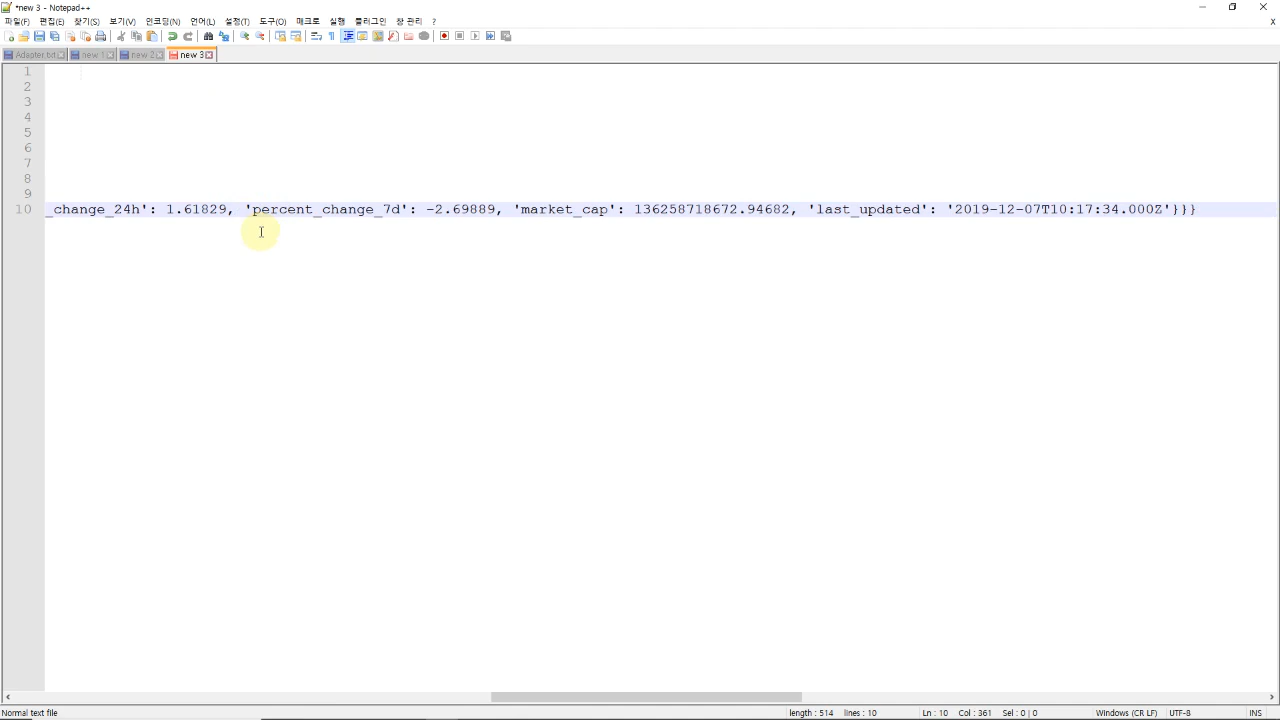 *new 3 - Notepad++
파일(F) 편집(E) 찾기(S) 보기(V) 인코딩(N) 언어(L) 설정(T) 도구(O) 매크로 실행 플러그인 창 관리 ? X
Adapter.txt new 1 new 2 new 3
1
2
3
4
5
6
7
8
9
10 _change_24h': 1.61829, 'percent_change_7d': -2.69889, 'market_cap': 136258718672.94682, 'last_updated': '2019-12-07T10:17:34.000Z'}}}
Normal text file length : 514 lines : 10 Ln : 10 Col : 361 Sel : 0 | 0 Windows (CR LF) UTF-8 INS